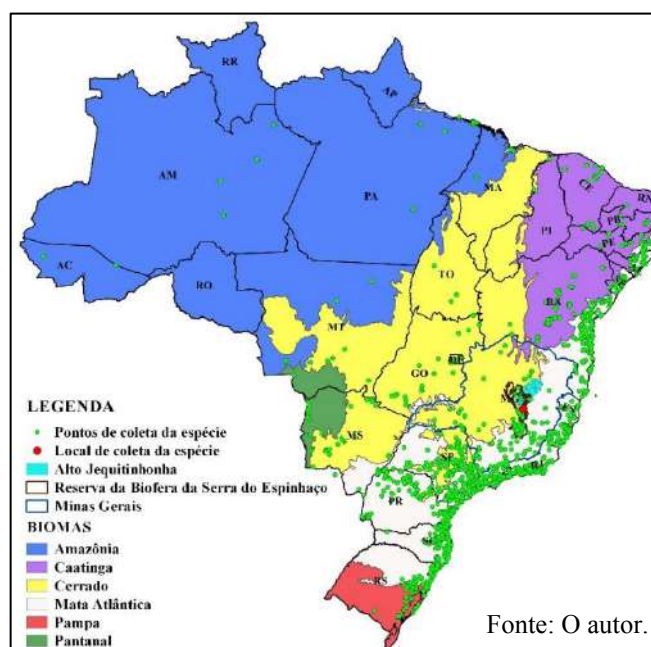 RR
AP
AM
PA
MA
CE
RN
PB
PE
PI
AC
RO
TO
BA
MT
GO
DF
MS
SP
RJ
PR
RS
LEGENDA
Pontos de coleta da espécie
Local de coleta da espécie
Alto Jequitinhonha
Reserva da Biofera da Serra do Espinhaço
Minas Gerais
BIOMAS
Amazônia
Caatinga
Cerrado
Mata Atlântica
Pampa
Pantanal
Fonte: O autor.